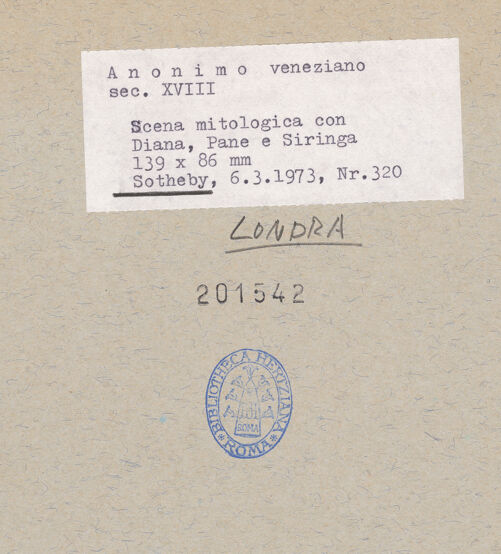 Anonimo veneziano
sec. XVIII
Scena mitologica con
Diana, Pane e Siringa
139 x 86 mm
Sotheby, 6.3.1973, Nr.320
LONDRA
201542
BIBLIOTHECA HERTZIANA
ROMA
*ROMA*